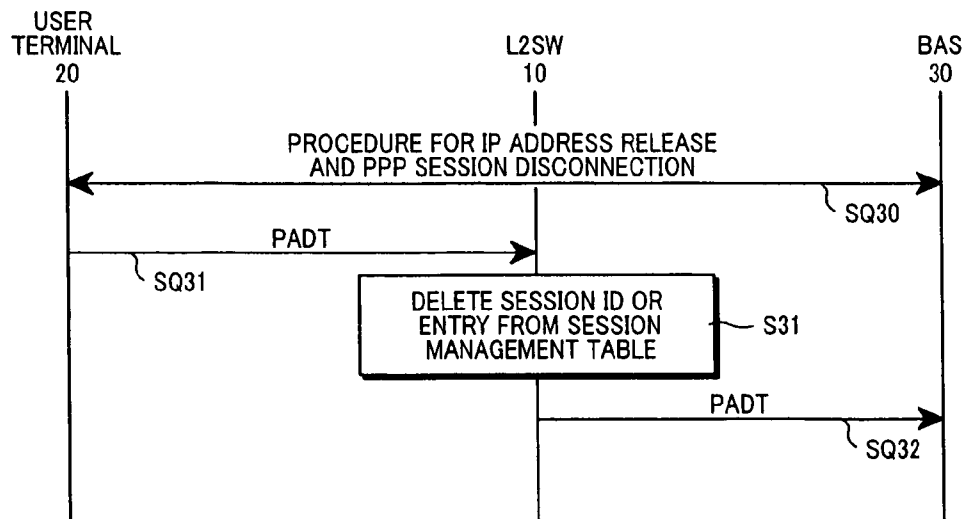 USER
TERMINAL
20
L2SW
10
BAS
30
PROCEDURE FOR IP ADDRESS RELEASE
AND PPP SESSION DISCONNECTION
SQ30
PADT
SQ31
DELETE SESSION ID OR
ENTRY FROM SESSION
MANAGEMENT TABLE
S31
PADT
SQ32